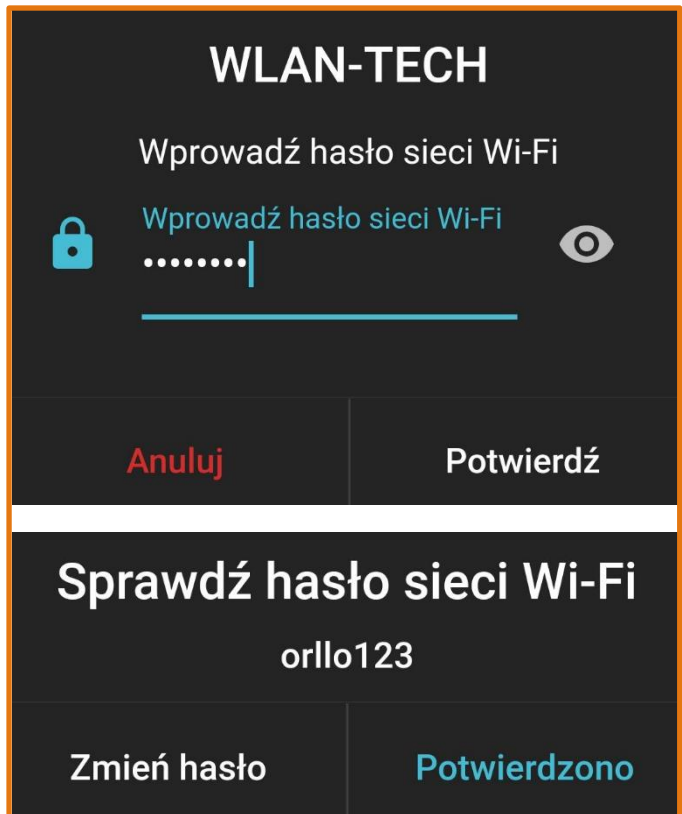 WLAN-TECH
Wprowadź hasło sieci Wi-Fi
Wprowadź hasło sieci Wi-Fi
••••••••
Anuluj
Potwierdź
Sprawdź hasło sieci Wi-Fi
orllo123
Zmień hasło
Potwierdzono